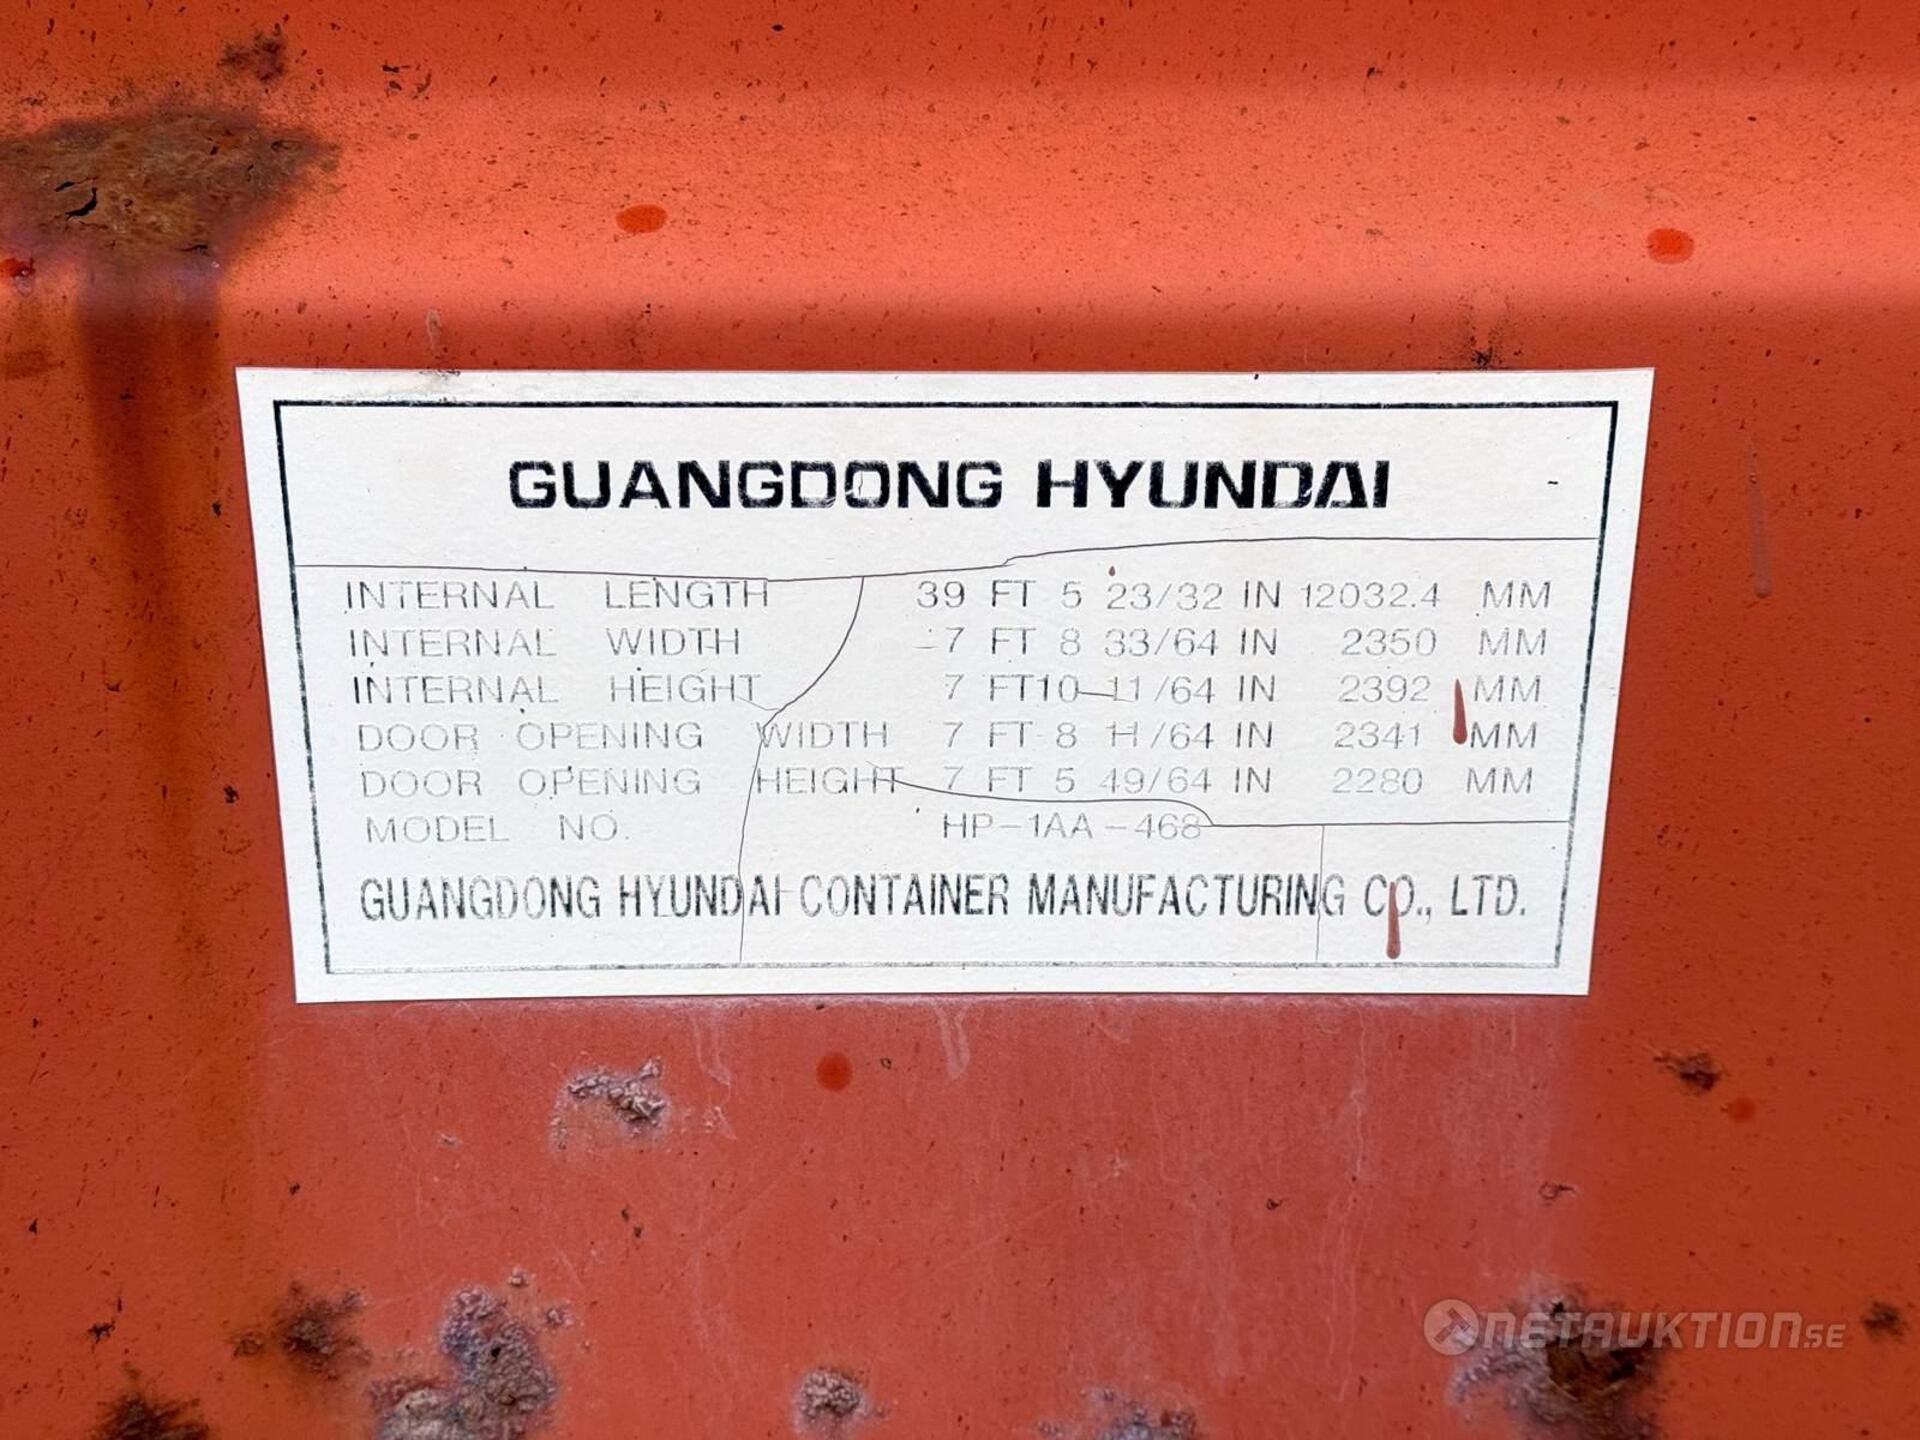 GUANGDONG HYUNDAI
INTERNAL LENGTH 39 FT 5 23/32 IN 12032.4 MM
INTERNAL WIDTH 7 FT 8 33/64 IN 2350 MM
INTERNAL HEIGHT 7 FT 10 11/64 IN 2392 MM
DOOR OPENING WIDTH 7 FT 8 11/64 IN 2341 MM
DOOR OPENING HEIGHT 7 FT 5 49/64 IN 2280 MM
MODEL NO. HP-1AA-468
GUANGDONG HYUNDAI CONTAINER MANUFACTURING CO., LTD.
NETAUKTION.SE